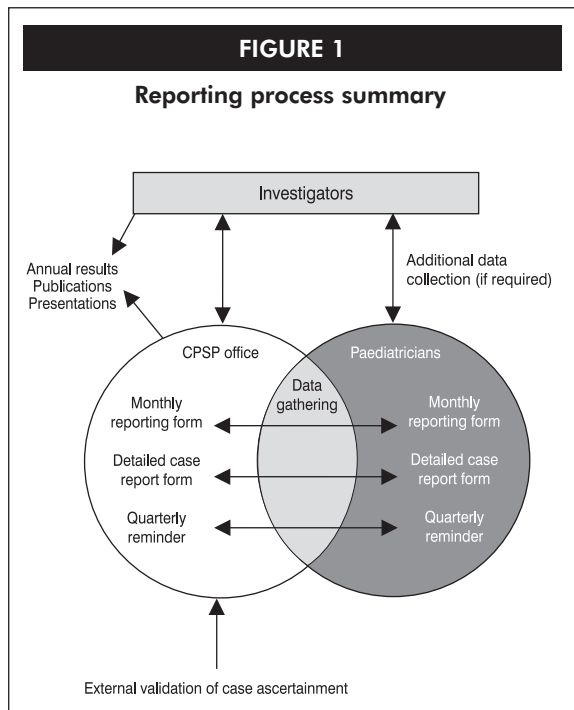 FIGURE 1
Reporting process summary
Investigators
Annual results
Publications
Presentations
Additional data
collection (if required)
CPSP office
Paediatricians
Data
gathering
Monthly
reporting form
Monthly
reporting form
Detailed case
report form
Detailed case
report form
Quarterly
reminder
Quarterly
reminder
External validation of case ascertainment